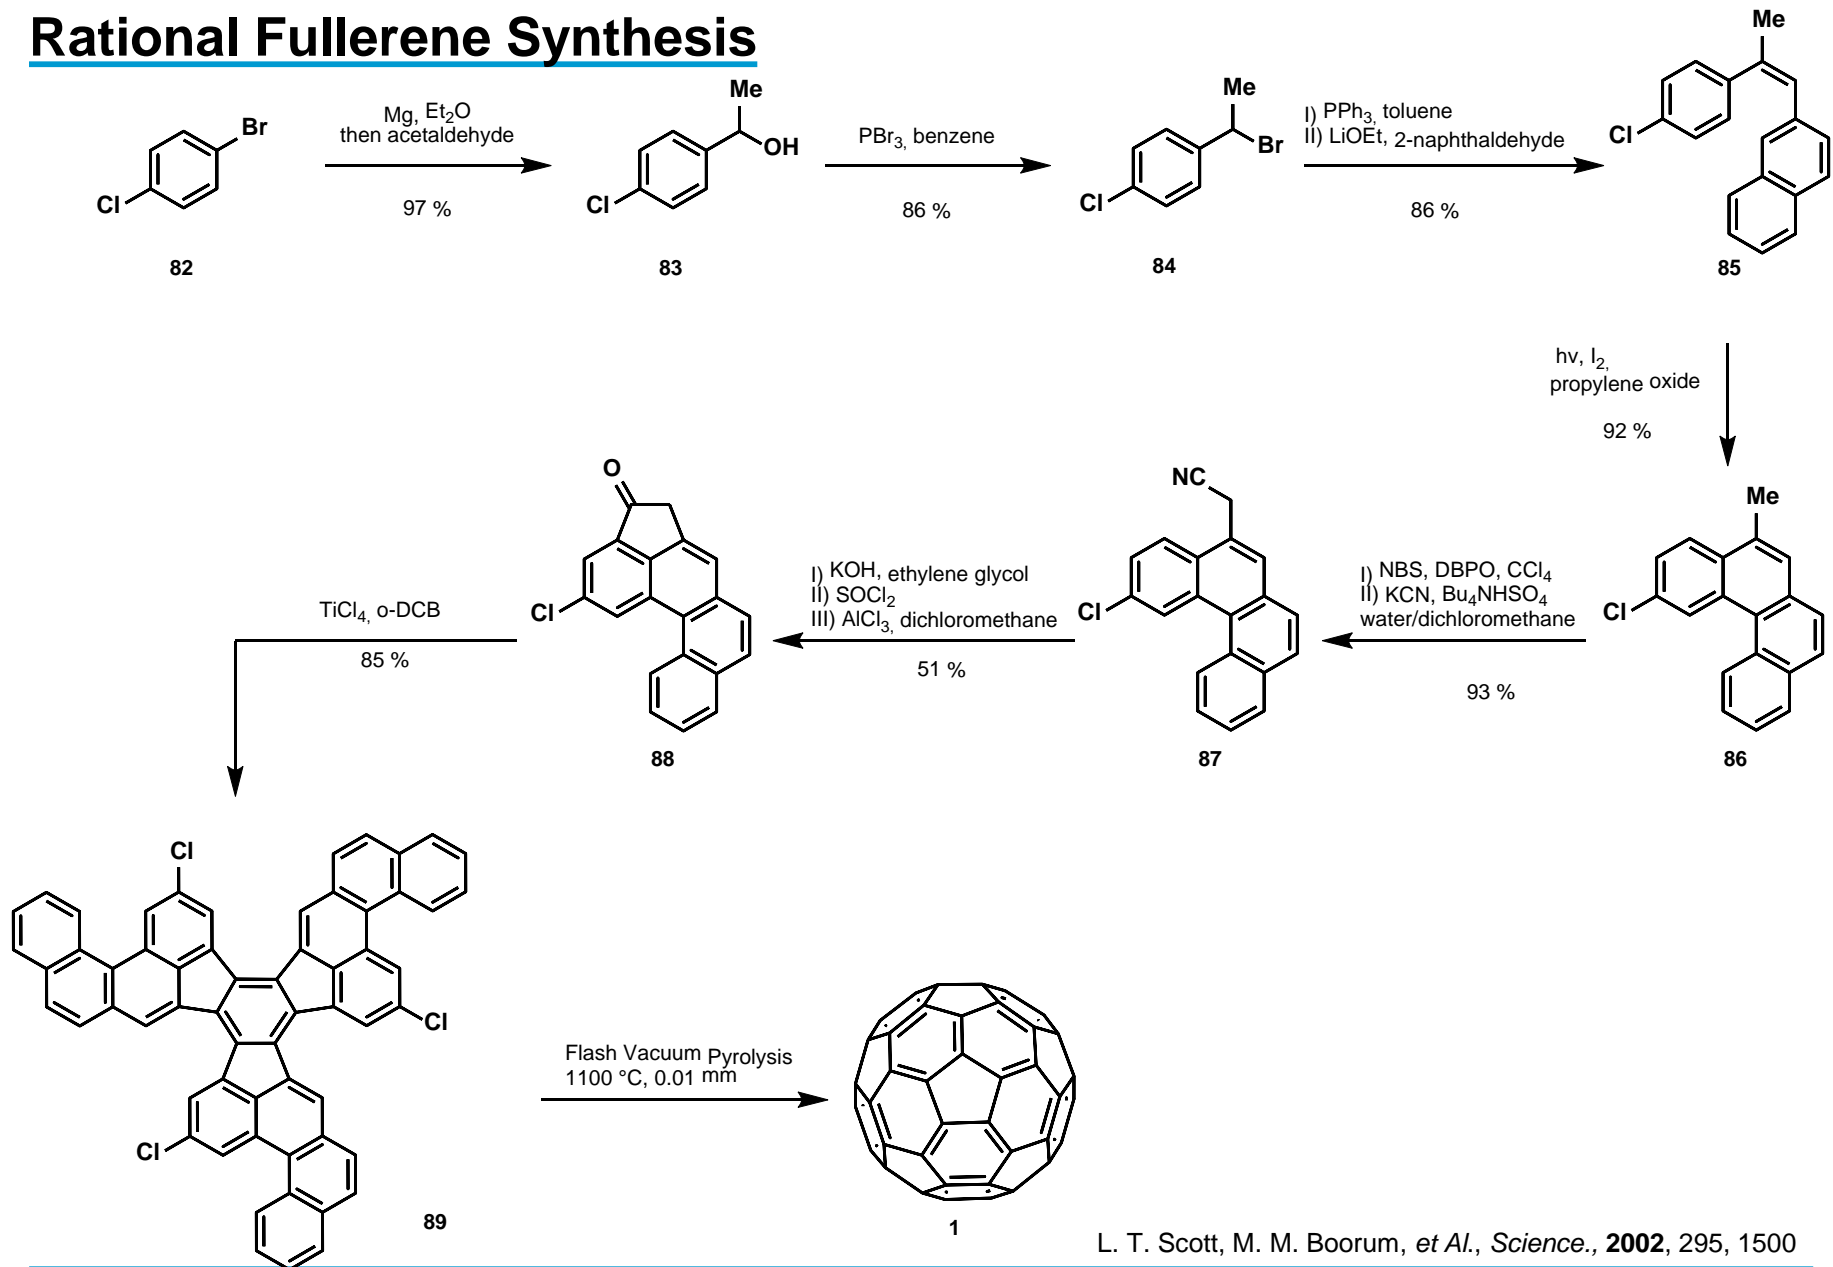 Rational Fullerene Synthesis
Br
Cl
82
Mg, Et2O
then acetaldehyde
97 %
Me
OH
Cl
83
PBr3, benzene
86 %
Me
Br
Cl
84
I) PPh3, toluene
II) LiOEt, 2-naphthaldehyde
86 %
Me
Cl
85
hv, I2,
propylene oxide
92 %
Me
Cl
86
I) NBS, DBPO, CCl4
II) KCN, Bu4NHSO4
water/dichloromethane
93 %
NC
Cl
87
I) KOH, ethylene glycol
II) SOCl2
III) AlCl3, dichloromethane
51 %
O
Cl
88
TiCl4, o-DCB
85 %
Cl
Cl
Cl
89
Flash Vacuum Pyrolysis
1100 °C, 0.01 mm
1
L. T. Scott, M. M. Boorum, et Al., Science., 2002, 295, 1500